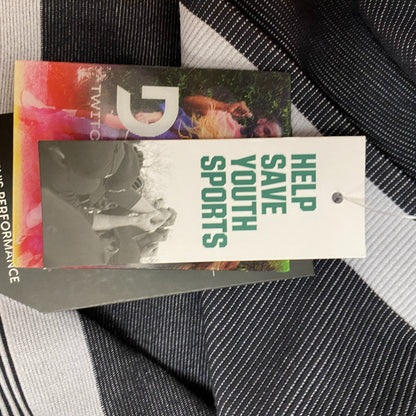 HELP
SAVE
YOUTH
SPORTS
TWITC
PERFORMANCE